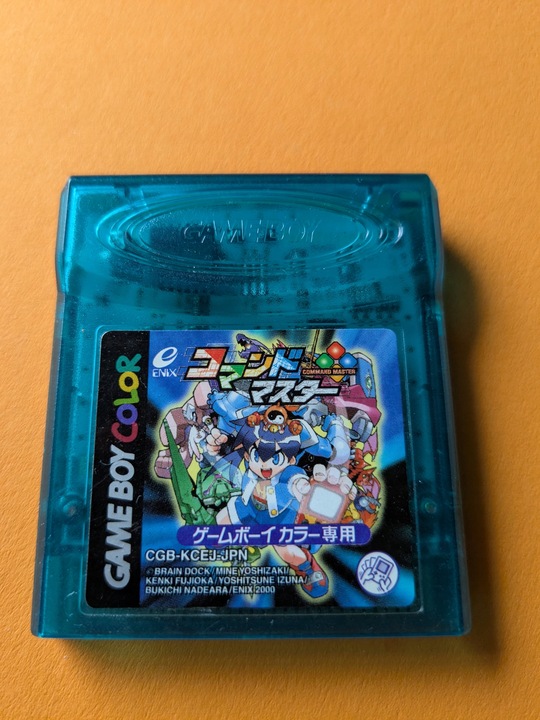 GAME BOY
GAME BOY COLOR
ENIX
コマンド
マスター
COMMAND MASTER
ゲームボーイカラー専用
CGB-KCEJ-JPN
©BRAIN DOCK/MINE YOSHIZAKI/
KENKI FUJIOKA/YOSHITSUNE IZUNA/
BUKICHI NADEARA/ENIX 2000